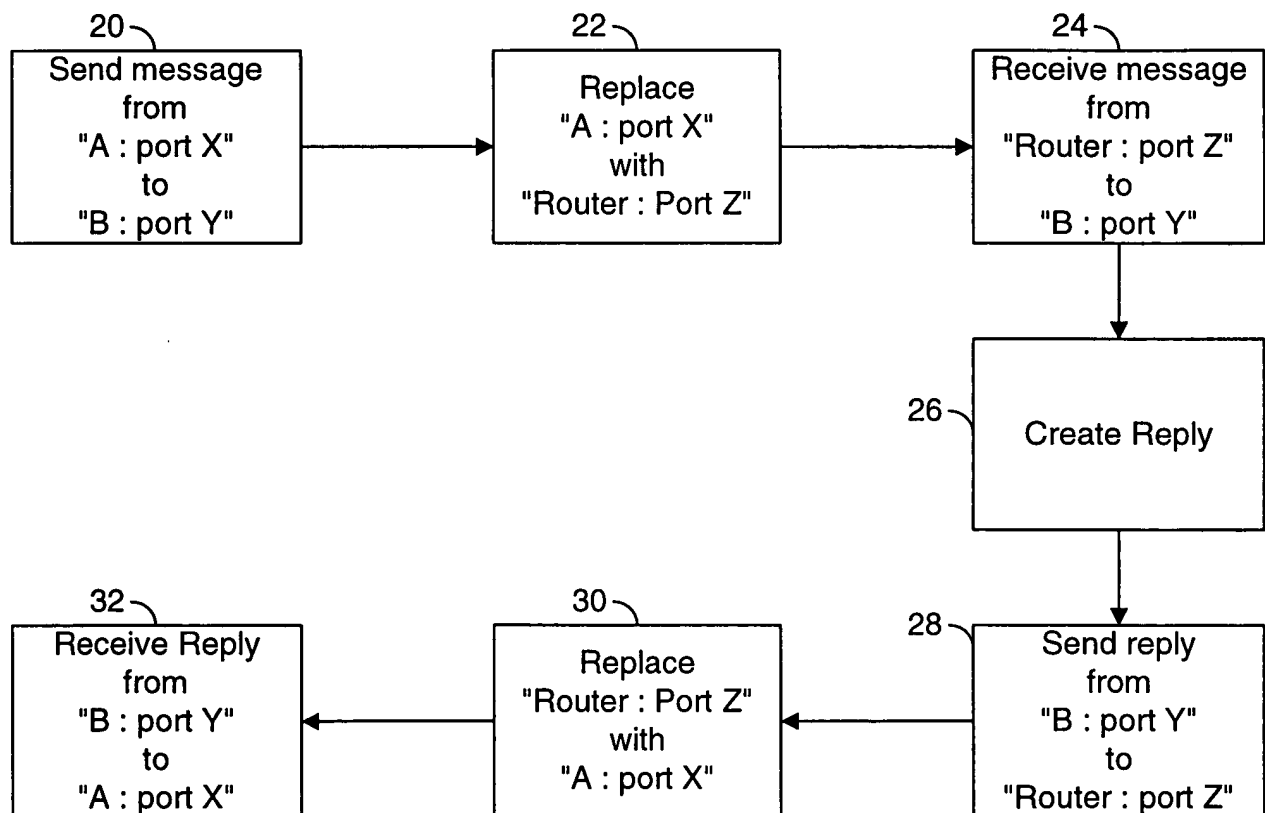 20
Send message
from
"A : port X"
to
"B : port Y"
22
Replace
"A : port X"
with
"Router : Port Z"
24
Receive message
from
"Router : port Z"
to
"B : port Y"
26
Create Reply
28
Send reply
from
"B : port Y"
to
"Router : port Z"
30
Replace
"Router : Port Z"
with
"A : port X"
32
Receive Reply
from
"B : port Y"
to
"A : port X"